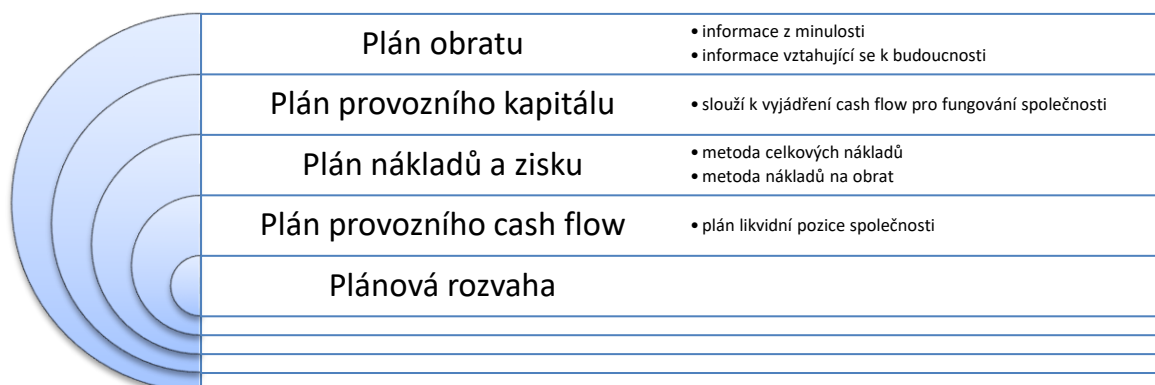 Plán obratu
• informace z minulosti
• informace vztahující se k budoucnosti
Plán provozního kapitálu
• slouží k vyjádření cash flow pro fungování společnosti
Plán nákladů a zisku
• metoda celkových nákladů
• metoda nákladů na obrat
Plán provozního cash flow
• plán likvidní pozice společnosti
Plánová rozvaha